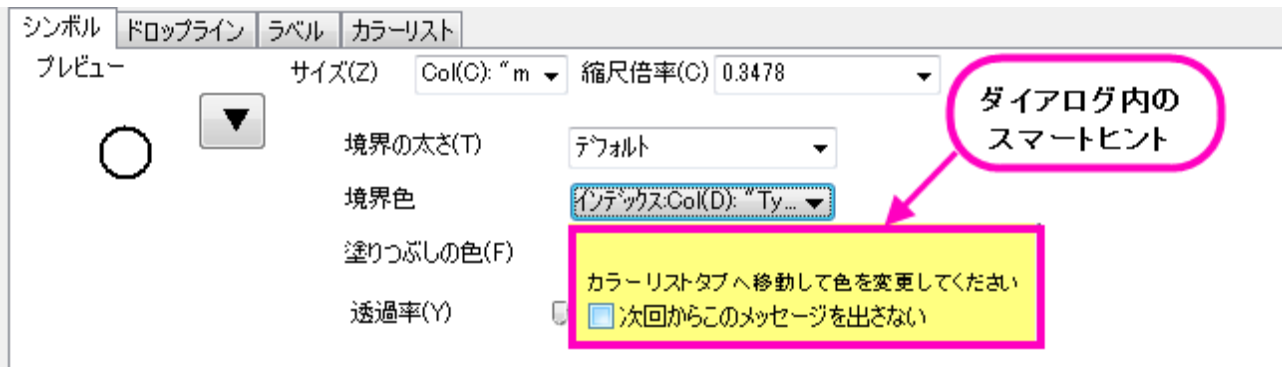 シンボル ドロップライン ラベル カラーリスト
プレビュー サイズ(Z) Col(C): "m 縮尺倍率(C) 0.3478
ダイアログ内の
スマートヒント
境界の太さ(T) デフォルト
境界色 インデックス:Col(D): "Ty...
塗りつぶしの色(F)
カラーリストタブへ移動して色を変更してください
透過率(Y) 次回からこのメッセージを出さない